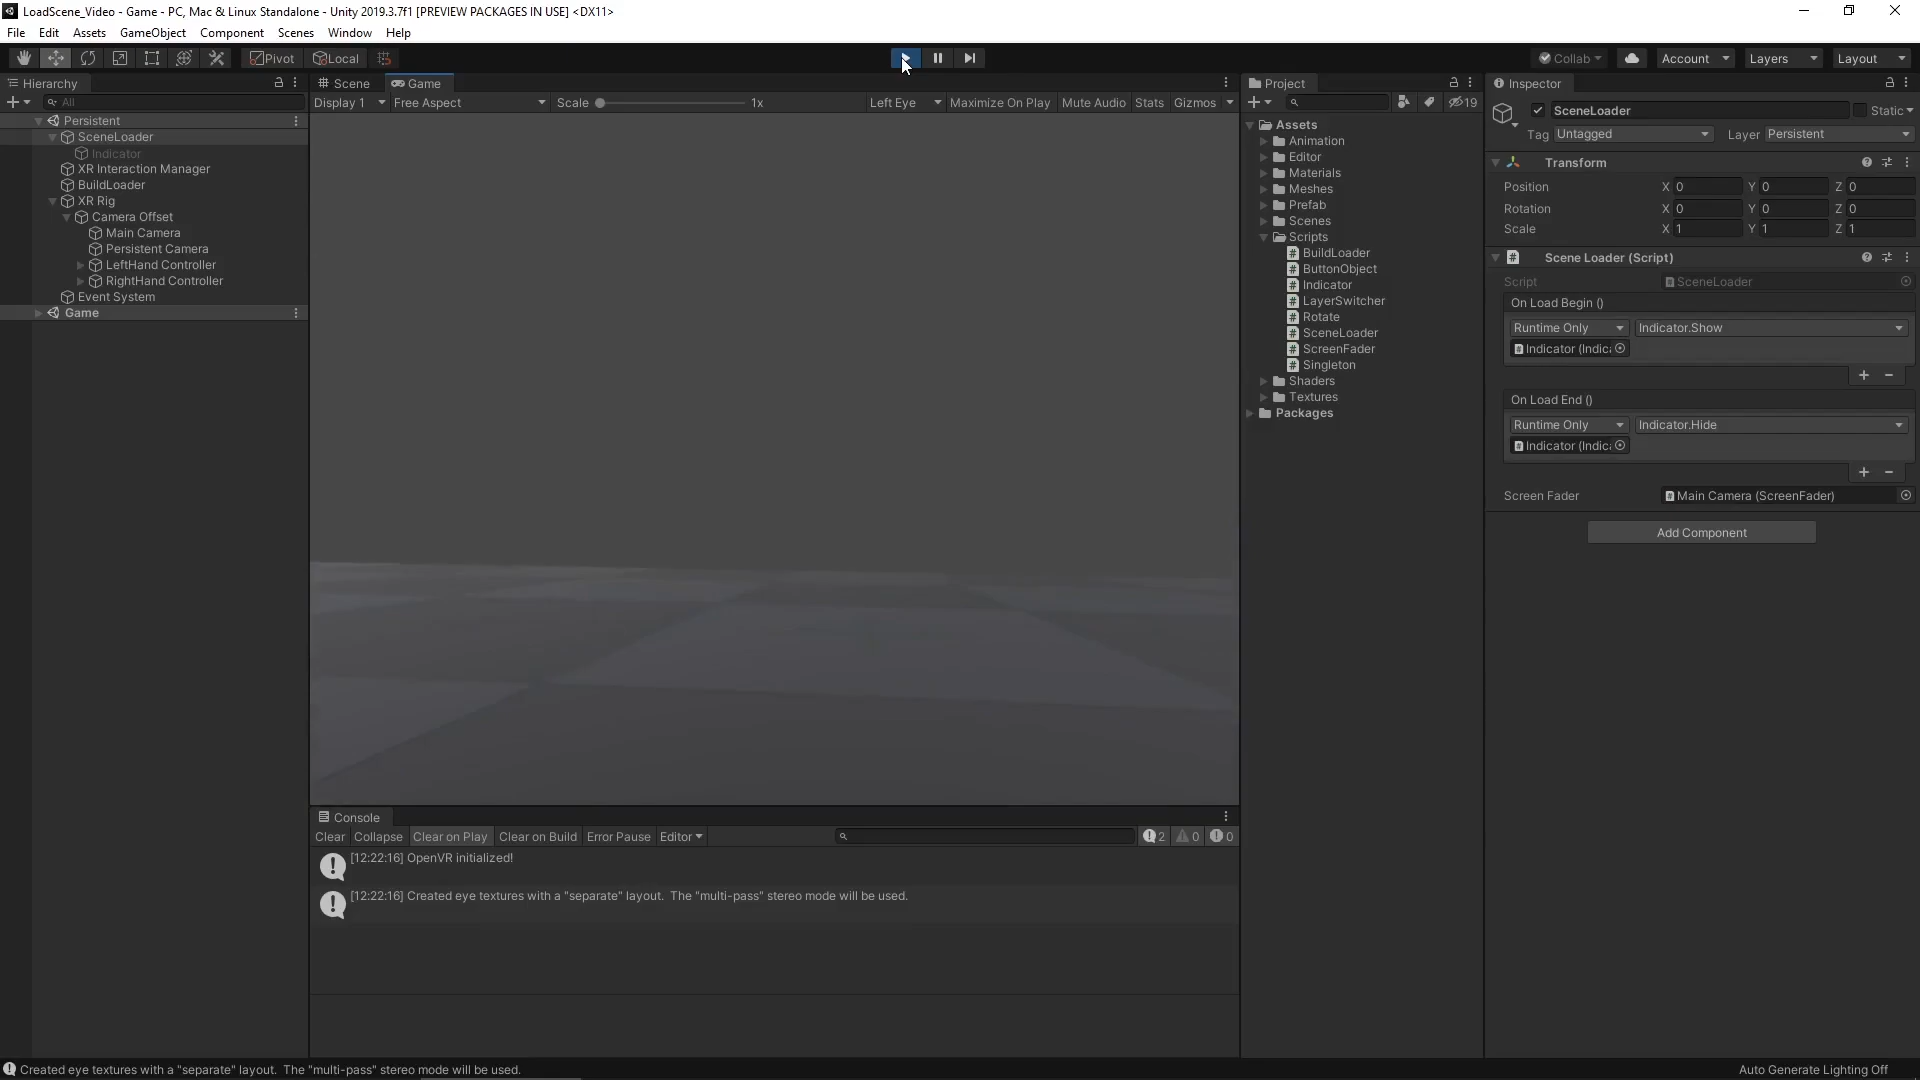 LoadScene_Video - Game - PC, Mac & Linux Standalone - Unity 2019.3.7f1 [PREVIEW PACKAGES IN USE] <DX11>
File Edit Assets GameObject Component Scenes Window Help
Pivot Local Collab Account Layers Layout
Hierarchy
All
Persistent
SceneLoader
Indicator
XR Interaction Manager
BuildLoader
XR Rig
Camera Offset
Main Camera
Persistent Camera
LeftHand Controller
RightHand Controller
Event System
Game
Scene Game
Display 1 Free Aspect Scale 1x Left Eye Maximize On Play Mute Audio Stats Gizmos
Console
Clear Collapse Clear on Play Clear on Build Error Pause Editor 2 0 0
[12:22:16] OpenVR initialized!
[12:22:16] Created eye textures with a "separate" layout.  The "multi-pass" stereo mode will be used.
Project
19
Assets
Animation
Editor
Materials
Meshes
Prefab
Scenes
Scripts
BuildLoader
ButtonObject
Indicator
LayerSwitcher
Rotate
SceneLoader
ScreenFader
Singleton
Shaders
Textures
Packages
Inspector
SceneLoader Static
Tag Untagged Layer Persistent
Transform
Position X 0 Y 0 Z 0
Rotation X 0 Y 0 Z 0
Scale X 1 Y 1 Z 1
Scene Loader (Script)
Script SceneLoader
On Load Begin ()
Runtime Only Indicator.Show
Indicator (Indic
On Load End ()
Runtime Only Indicator.Hide
Indicator (Indic
Screen Fader Main Camera (ScreenFader)
Add Component
Created eye textures with a "separate" layout.  The "multi-pass" stereo mode will be used.
Auto Generate Lighting Off